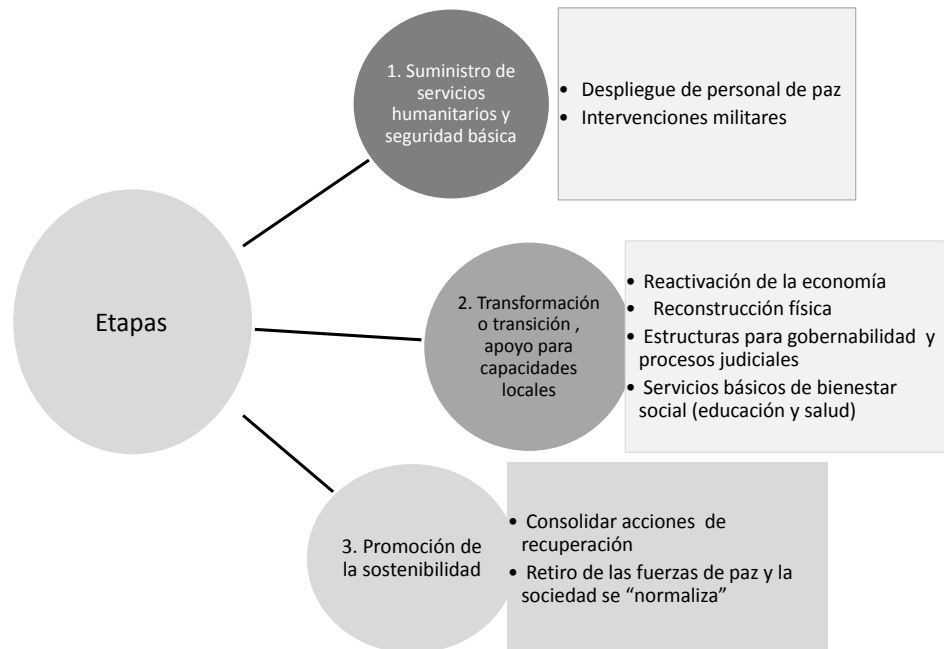 Etapas
1. Suministro de
servicios
humanitarios y
seguridad básica
• Despliegue de personal de paz
• Intervenciones militares
2. Transformación
o transición ,
apoyo para
capacidades
locales
• Reactivación de la economía
• Reconstrucción física
• Estructuras para gobernabilidad y
procesos judiciales
• Servicios básicos de bienestar
social (educación y salud)
3. Promoción de
la sostenibilidad
• Consolidar acciones de
recuperación
• Retiro de las fuerzas de paz y la
sociedad se “normaliza”